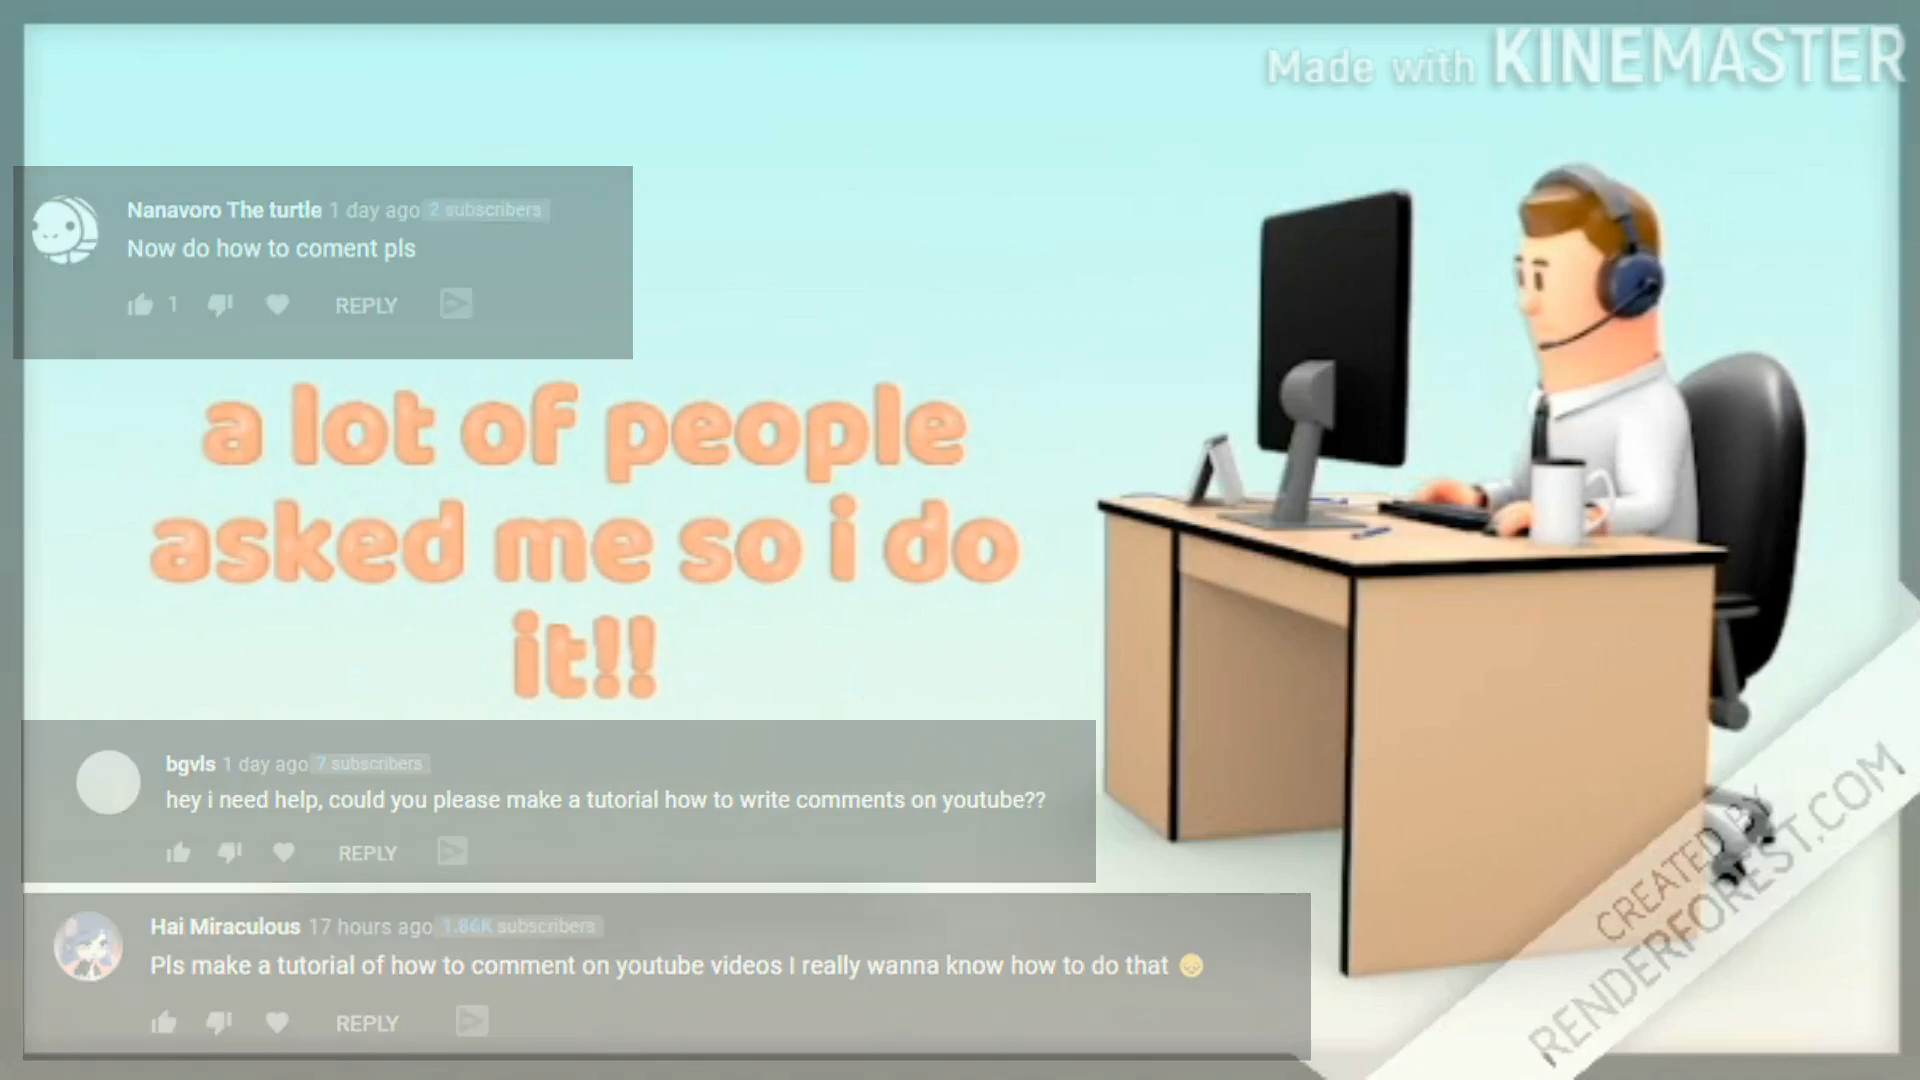 Made with KINEMASTER
Nanavoro The turtle 1 day ago 2 subscribers
Now do how to coment pls
1 REPLY
a lot of people
asked me so i do
it!!
bgvls 1 day ago 7 subscribers
hey i need help, could you please make a tutorial how to write comments on youtube??
REPLY
Hai Miraculous 17 hours ago 1.86K subscribers
Pls make a tutorial of how to comment on youtube videos I really wanna know how to do that 😞
REPLY
CREATED BY
RENDERFOREST.COM